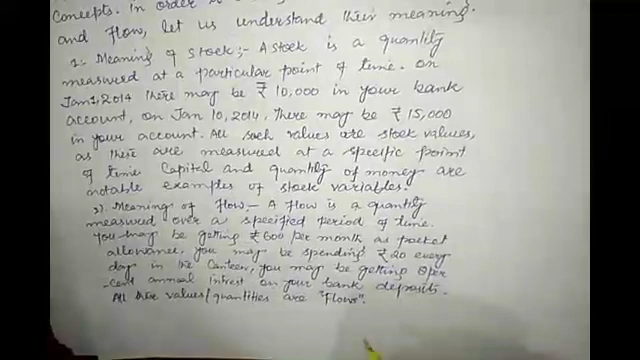 concepts. In order to
and flow, let us understand their meaning.
1. Meaning of stock:- A stock is a quantity
measured at a particular point of time. On
Jan 1, 2014 there may be ₹ 10,000 in your bank
account, on Jan 10, 2014, there may be ₹ 15,000
in your account. All such values are stock values,
as these are measured at a specific point
of time. Capital and quantity of money are
notable examples of stock variables.
2). Meaning of Flow:- A flow is a quantity
measured over a specified period of time.
You may be getting ₹ 600 per month as pocket
allowance, you may be spending ₹ 20 every
day in the canteen, you may be getting per
-cent annual intrest on your bank deposits.
All these values/quantities are "Flows".